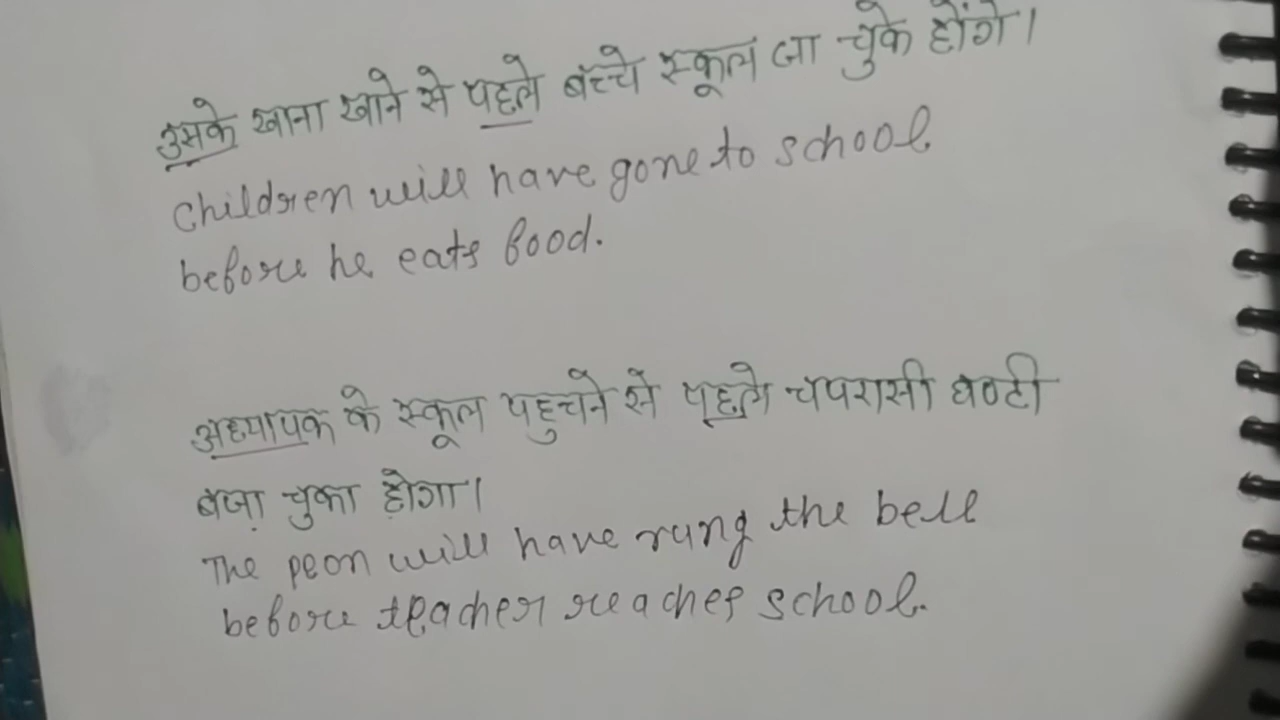 उसके खाना खाने से पहले बच्चे स्कूल जा चुके होंगे।
Children will have gone to school
before he eats food.
अध्यापक के स्कूल पहुचने से पहले चपरासी घण्टी
बजा चुका होगा।
The peon will have rung the bell
before teacher reaches school.